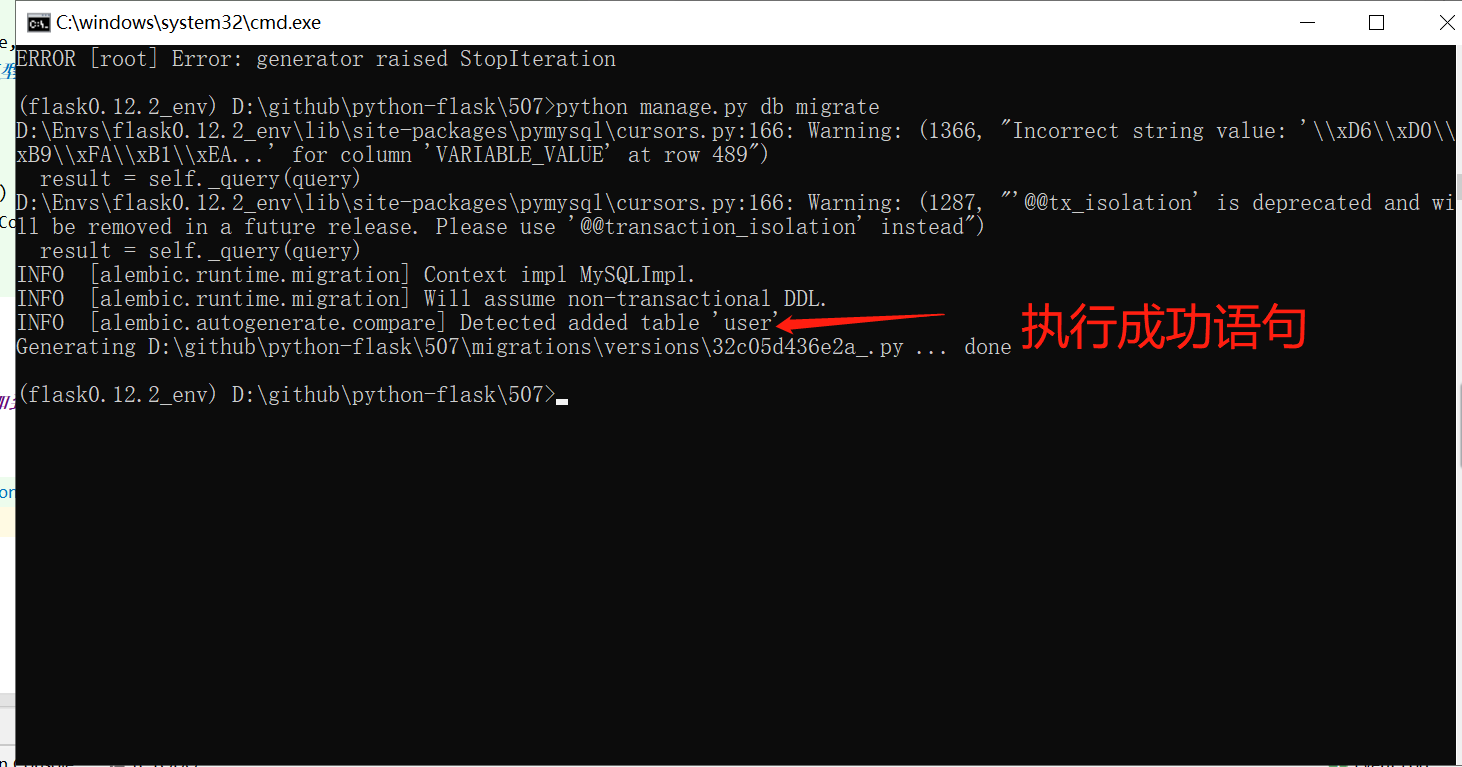 C:\windows\system32\cmd.exe
ERROR [root] Error: generator raised StopIteration
(flask0.12.2_env) D:\github\python-flask\507>python manage.py db migrate
D:\Envs\flask0.12.2_env\lib\site-packages\pymysql\cursors.py:166: Warning: (1366, "Incorrect string value: '\\xD6\\xD0\\
xB9\\xFA\\xB1\\xEA...' for column 'VARIABLE_VALUE' at row 489")
  result = self._query(query)
D:\Envs\flask0.12.2_env\lib\site-packages\pymysql\cursors.py:166: Warning: (1287, "'@@tx_isolation' is deprecated and wi
ll be removed in a future release. Please use '@@transaction_isolation' instead")
  result = self._query(query)
INFO  [alembic.runtime.migration] Context impl MySQLImpl.
INFO  [alembic.runtime.migration] Will assume non-transactional DDL.
INFO  [alembic.autogenerate.compare] Detected added table 'user'
执行成功语句
Generating D:\github\python-flask\507\migrations\versions\32c05d436e2a_.py ... done
(flask0.12.2_env) D:\github\python-flask\507>